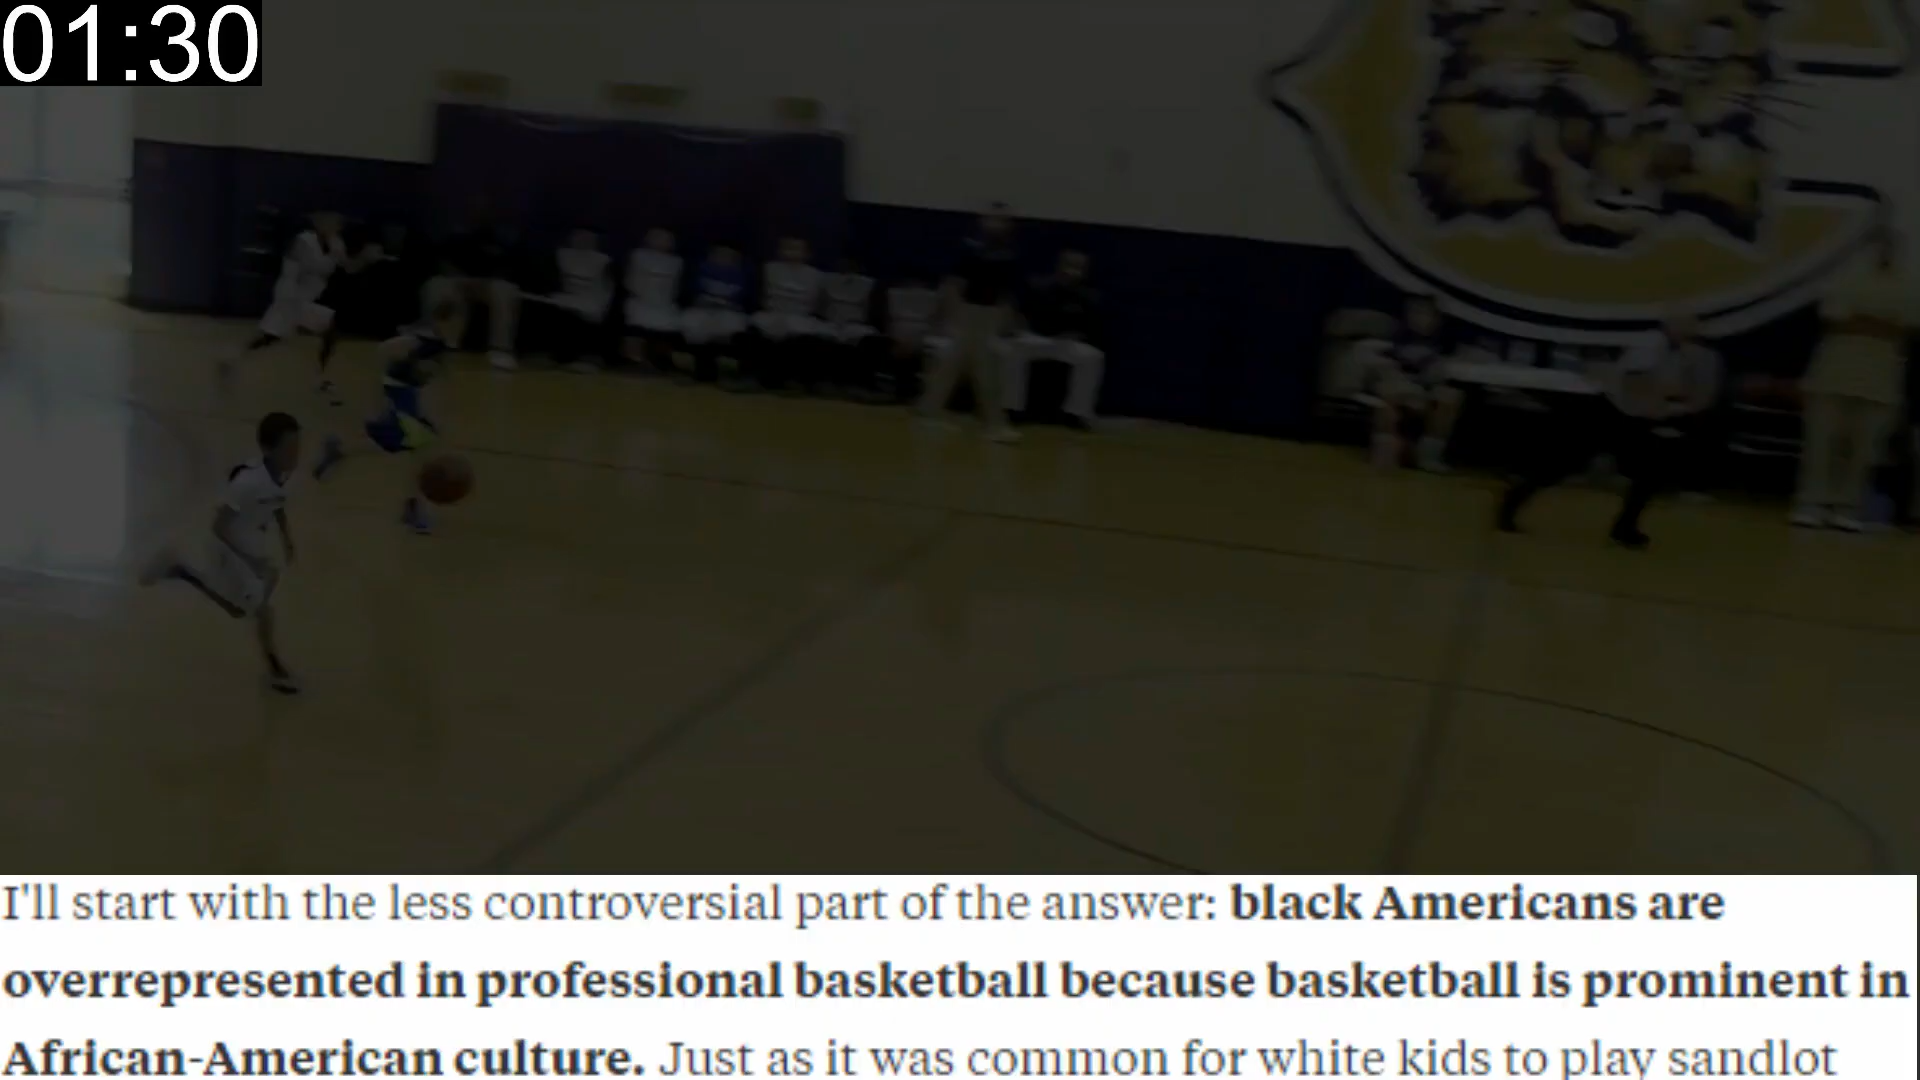 01:30
I'll start with the less controversial part of the answer: black Americans are
overrepresented in professional basketball because basketball is prominent in
African-American culture. Just as it was common for white kids to play sandlot